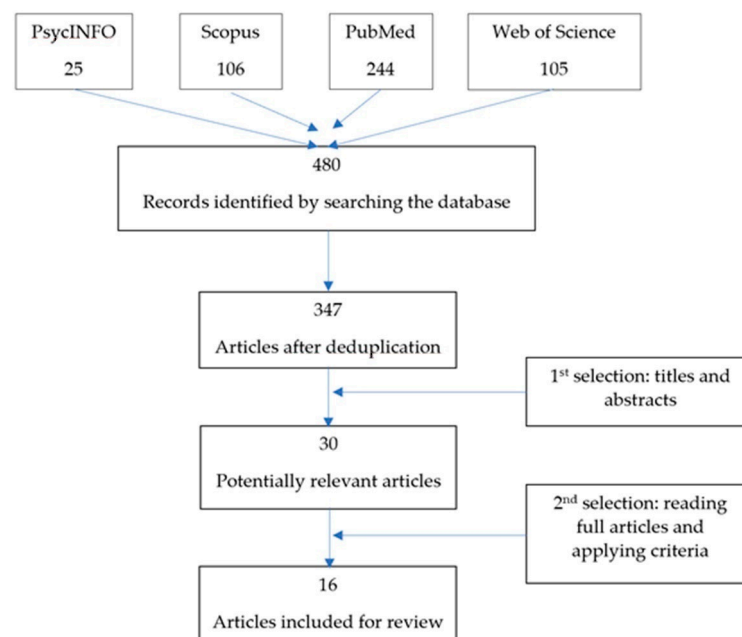 PsycINFO
25
Scopus
106
PubMed
244
Web of Science
105
480
Records identified by searching the database
347
Articles after deduplication
1st selection: titles and
abstracts
30
Potentially relevant articles
2nd selection: reading
full articles and
applying criteria
16
Articles included for review